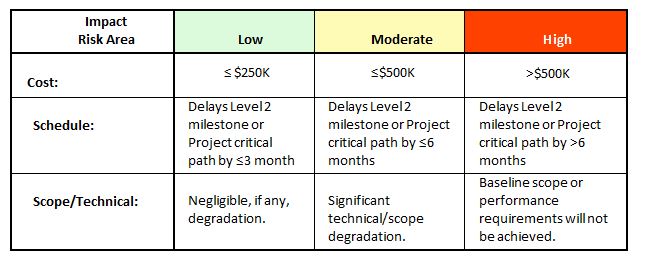 Impact
Risk Area
Low
Moderate
High
Cost:
≤ $250K
≤$500K
>$500K
Schedule:
Delays Level 2
milestone or
Project critical
path by ≤3 month
Delays Level 2
milestone or Project
critical path by ≤6
months
Delays Level 2
milestone or Project
critical path by >6
months
Scope/Technical:
Negligible, if any,
degradation.
Significant
technical/scope
degradation.
Baseline scope or
performance
requirements will not
be achieved.